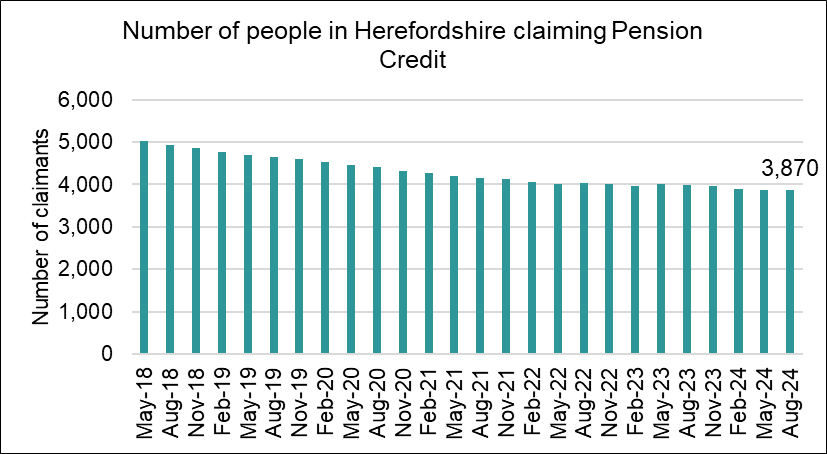 Number of people in Herefordshire claiming Pension
Credit
Number of claimants
6,000
5,000
4,000
3,000
2,000
1,000
0
3,870
May-18
Aug-18
Nov-18
Feb-19
May-19
Aug-19
Nov-19
Feb-20
May-20
Aug-20
Nov-20
Feb-21
May-21
Aug-21
Nov-21
Feb-22
May-22
Aug-22
Nov-22
Feb-23
May-23
Aug-23
Nov-23
Feb-24
May-24
Aug-24